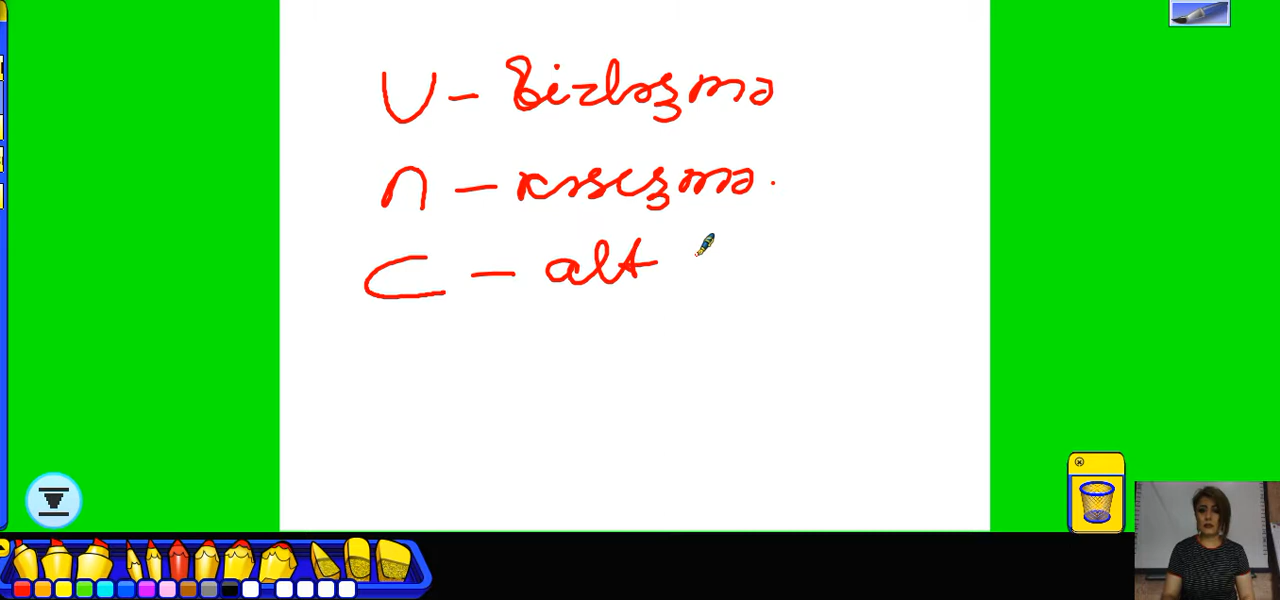 ∪ – Birləşmə
∩ – kəsişmə.
⊂ – alt